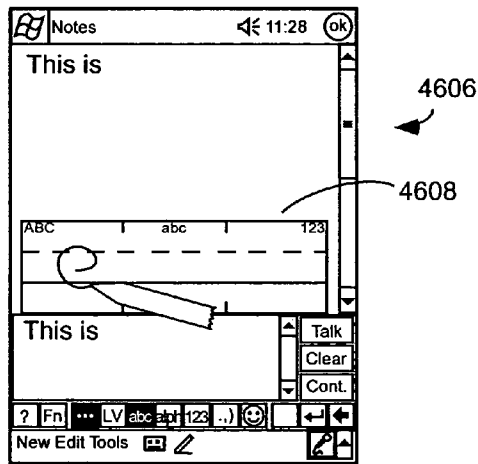 Notes 11:28 ok
This is
4606
4608
ABC abc 123
This is
Talk
Clear
Cont.
? Fn ... LV abc alph 123 .,)
New Edit Tools